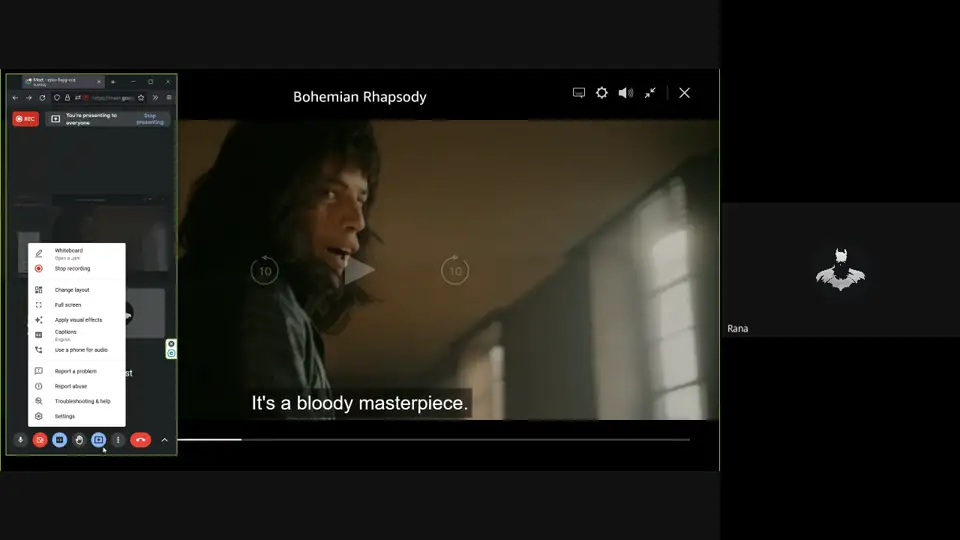 REC
You're presenting to
everyone
Stop
presenting
Whiteboard
Open a Jam
Stop recording
Change layout
Full screen
Apply visual effects
Captions
English
Use a phone for audio
Report a problem
Report abuse
Troubleshooting & help
Settings
Bohemian Rhapsody
10
10
It's a bloody masterpiece.
Rana